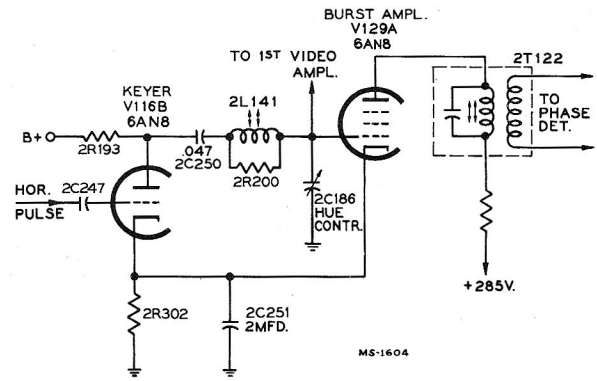 BURST AMPL.
V129A
6AN8
TO 1ST VIDEO
AMPL.
2T122
KEYER
V116B
6AN8
2L141
TO
PHASE
DET.
B+
2R193
.047
2C250
2R200
HOR.
PULSE
2C247
2C186
HUE
CONTR.
+285V.
2R302
2C251
2MFD.
MS-1604